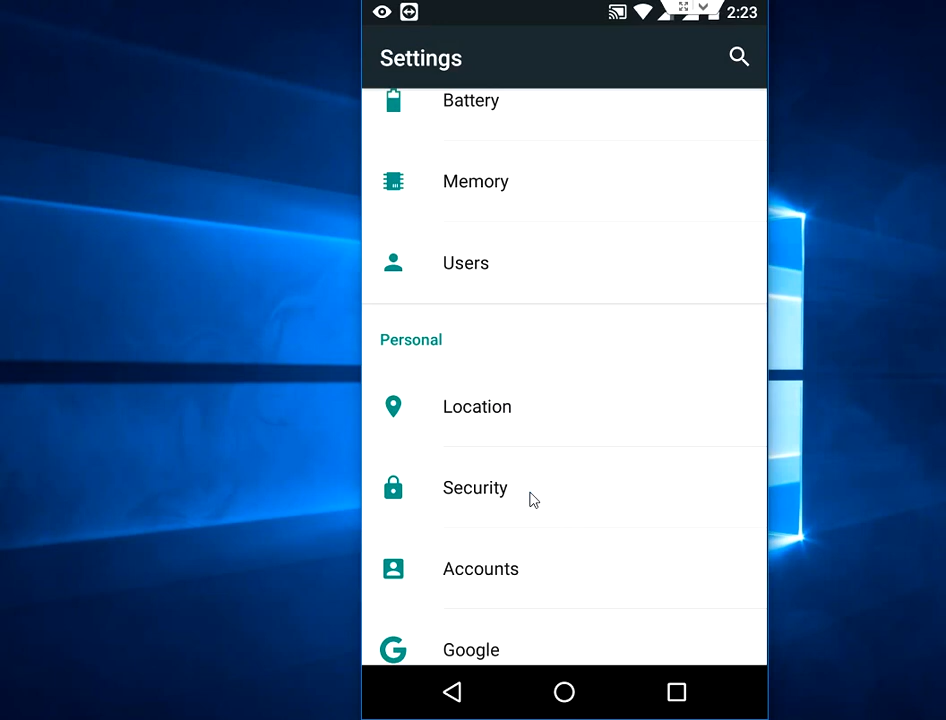 2:23
Settings
Battery
Memory
Users
Personal
Location
Security
Accounts
Google